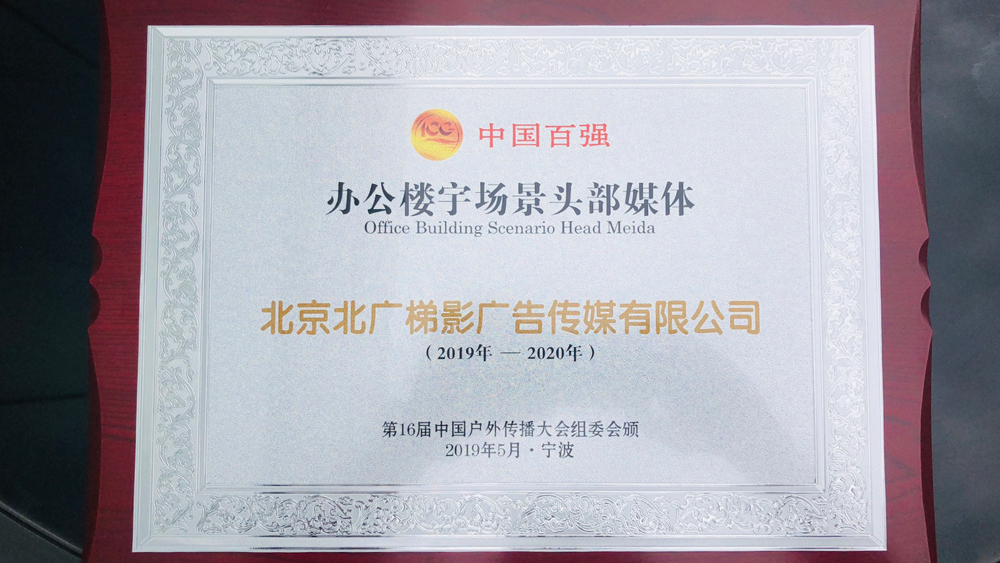 100 中国百强
办公楼宇场景头部媒体
Office Building Scenario Head Meida
北京北广梯影广告传媒有限公司
（2019年 — 2020年）
第16届中国户外传播大会组委会颁
2019年5月·宁波